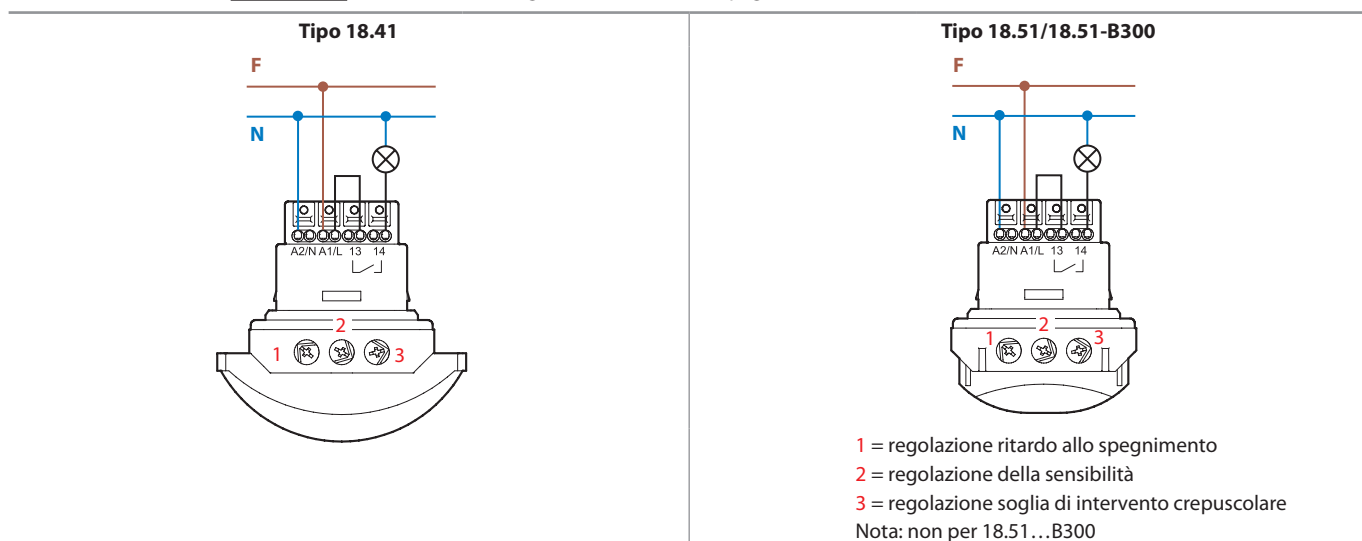 Tipo 18.41
F
N
A2/N A1/L 13 14
2
1
3
Tipo 18.51/18.51-B300
F
N
A2/N A1/L 13 14
2
1
3
1 = regolazione ritardo allo spegnimento
2 = regolazione della sensibilità
3 = regolazione soglia di intervento crepuscolare
Nota: non per 18.51…B300